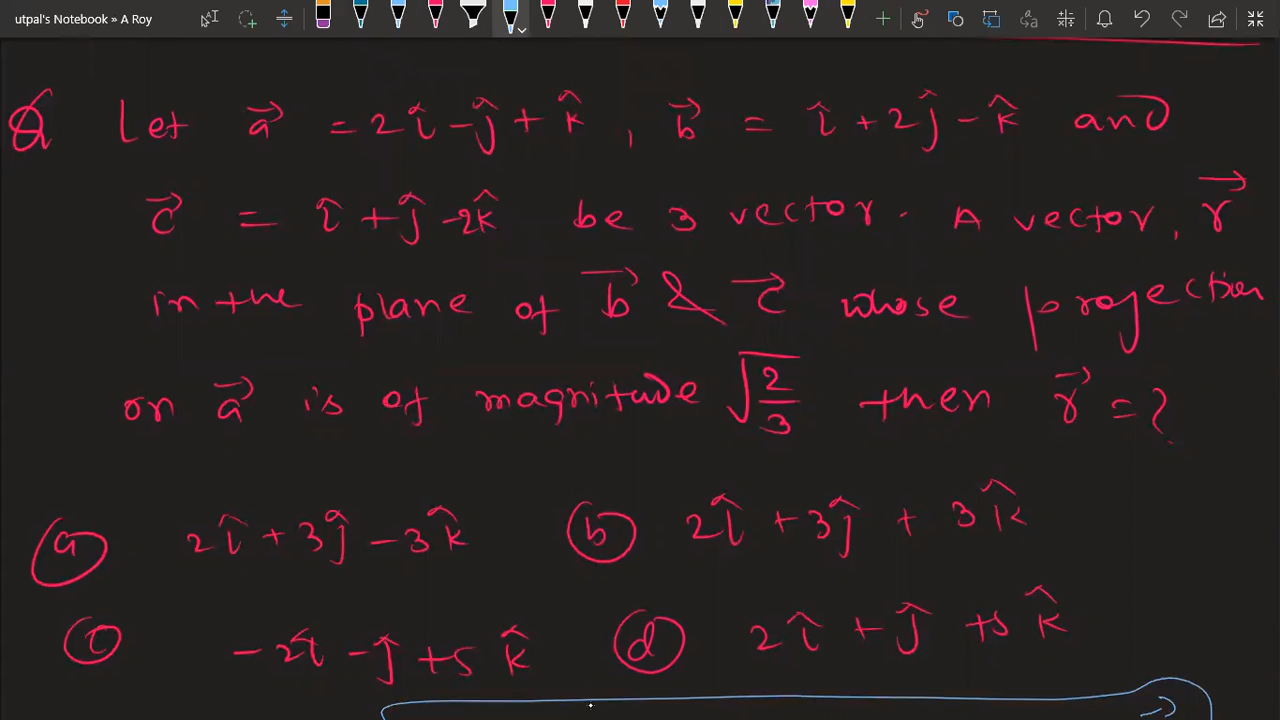 utpal's Notebook » A Roy
Q Let a⃗ = 2î - ĵ + k̂, b⃗ = î + 2ĵ - k̂ and
c⃗ = î + ĵ - 2k̂ be 3 vector. A vector, r⃗
in the plane of b⃗ & c⃗ whose projection
on a⃗ is of magnitude √(2/3) then r⃗ = ?
(a) 2î + 3ĵ - 3k̂ (b) 2î + 3ĵ + 3k̂
(c) -2î - ĵ + 5k̂ (d) 2î + ĵ + 5k̂